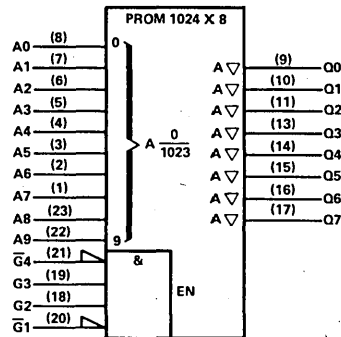 PROM 1024 X 8
A0 (8) 0
A1 (7)
A2 (6)
A3 (5)
A4 (4)
A5 (3)
A6 (2)
A7 (1)
A8 (23)
A9 (22) 9
A 0/1023
G̅4 (21) &
G3 (19)
G2 (18) EN
G̅1 (20)
A ▽ (9) Q0
A ▽ (10) Q1
A ▽ (11) Q2
A ▽ (13) Q3
A ▽ (14) Q4
A ▽ (15) Q5
A ▽ (16) Q6
A ▽ (17) Q7